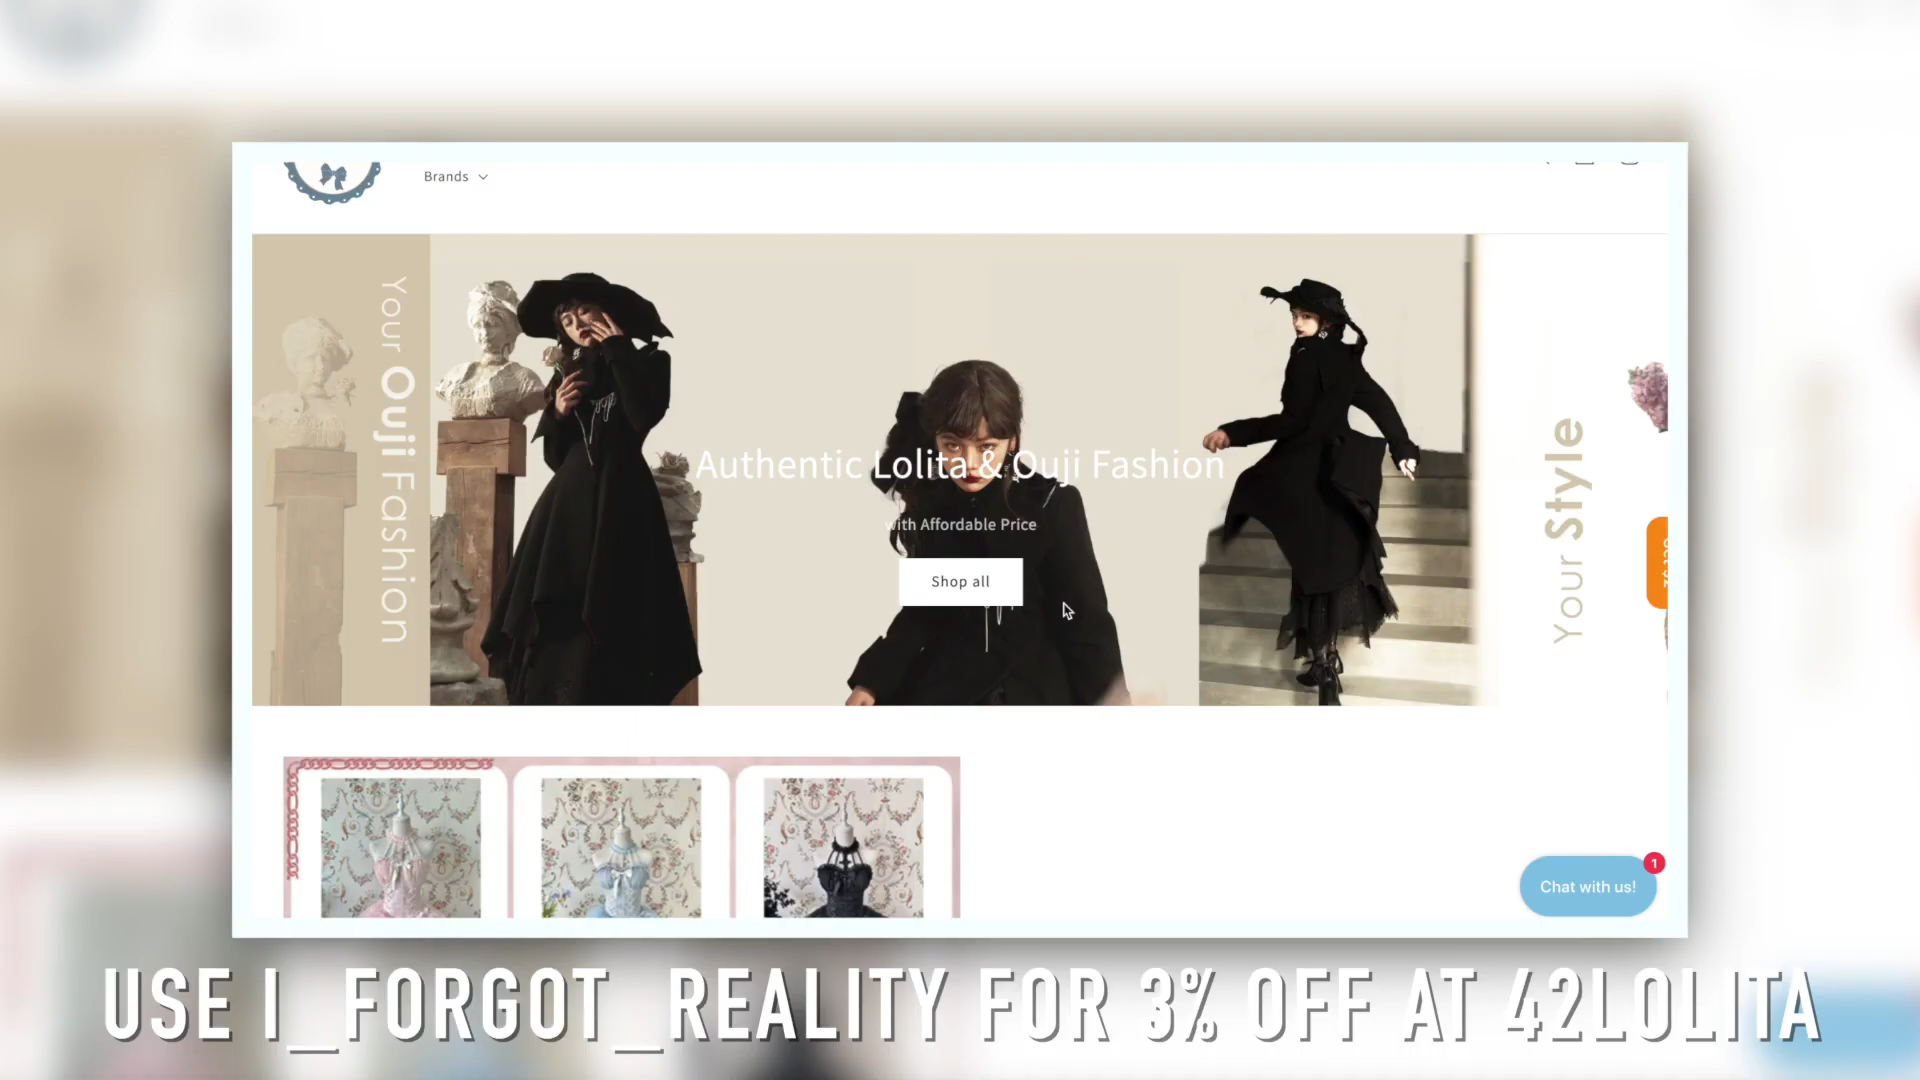 Brands
Your Ouji Fashion
Authentic Lolita & Ouji Fashion
with Affordable Price
Shop all
Your Style
Chat with us!
1
USE I_FORGOT_REALITY FOR 3% OFF AT 42LOLITA